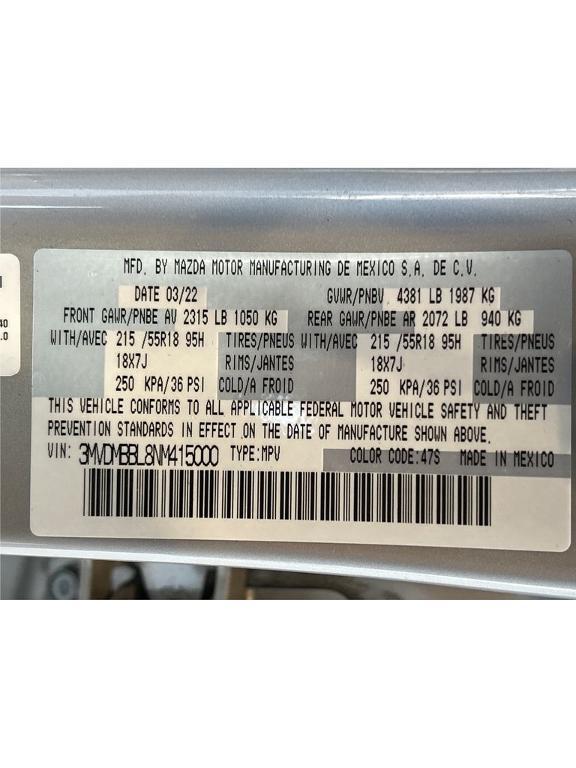 MFD. BY MAZDA MOTOR MANUFACTURING DE MEXICO S.A. DE C.V.
DATE 03/22 GVWR/PNBV 4381 LB 1987 KG
FRONT GAWR/PNBE AV 2315 LB 1050 KG REAR GAWR/PNBE AR 2072 LB 940 KG
WITH/AVEC 215 /55R18 95H TIRES/PNEUS WITH/AVEC 215 /55R18 95H TIRES/PNEUS
18X7J RIMS/JANTES 18X7J RIMS/JANTES
250 KPA/36 PSI COLD/A FROID 250 KPA/36 PSI COLD/A FROID
THIS VEHICLE CONFORMS TO ALL APPLICABLE FEDERAL MOTOR VEHICLE SAFETY AND THEFT
PREVENTION STANDARDS IN EFFECT ON THE DATE OF MANUFACTURE SHOWN ABOVE.
VIN: 3MVDMBBL8NM415000 TYPE:MPV COLOR CODE:47S MADE IN MEXICO
40
.0